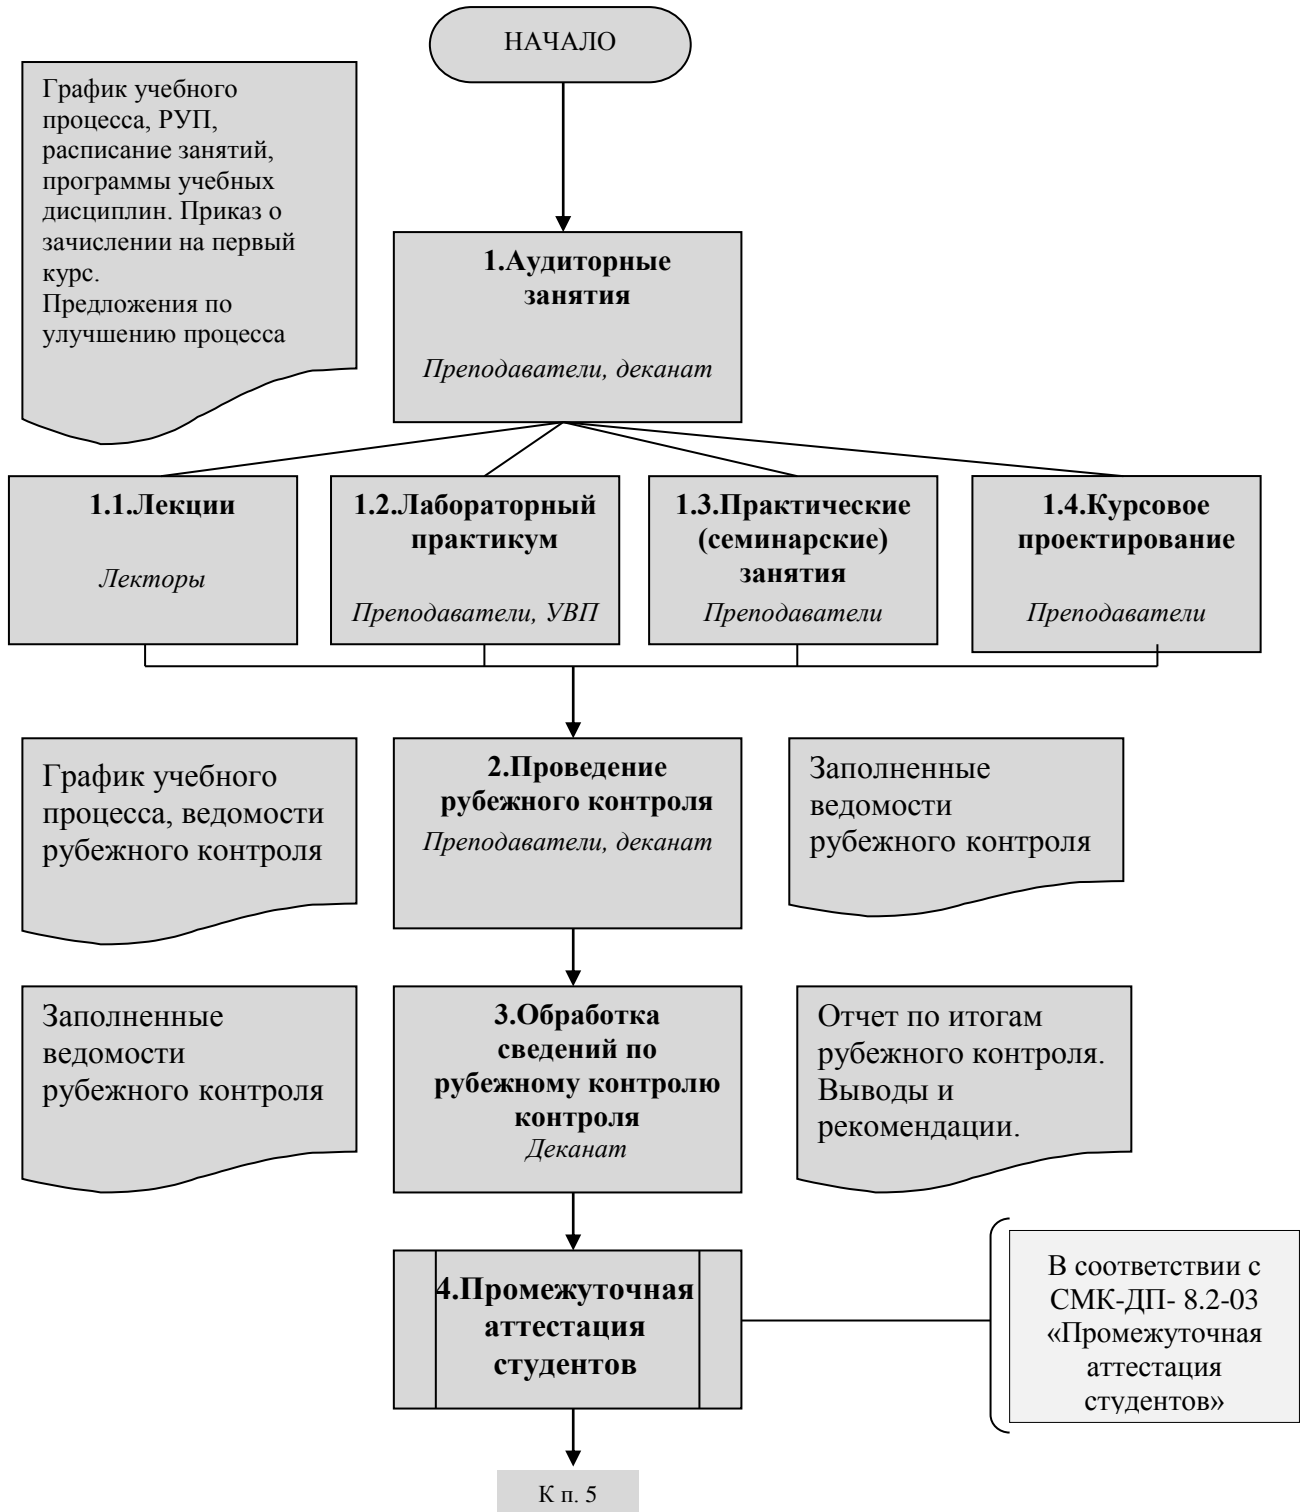 НАЧАЛО
График учебного
процесса, РУП,
расписание занятий,
программы учебных
дисциплин. Приказ о
зачислении на первый
курс.
Предложения по
улучшению процесса
1.Аудиторные
занятия
Преподаватели, деканат
1.1.Лекции
Лекторы
1.2.Лабораторный
практикум
Преподаватели, УВП
1.3.Практические
(семинарские)
занятия
Преподаватели
1.4.Курсовое
проектирование
Преподаватели
График учебного
процесса, ведомости
рубежного контроля
2.Проведение
рубежного контроля
Преподаватели, деканат
Заполненные
ведомости
рубежного контроля
Заполненные
ведомости
рубежного контроля
3.Обработка
сведений по
рубежному контролю
контроля
Деканат
Отчет по итогам
рубежного контроля.
Выводы и
рекомендации.
4.Промежуточная
аттестация
студентов
В соответствии с
СМК-ДП- 8.2-03
«Промежуточная
аттестация
студентов»
К п. 5